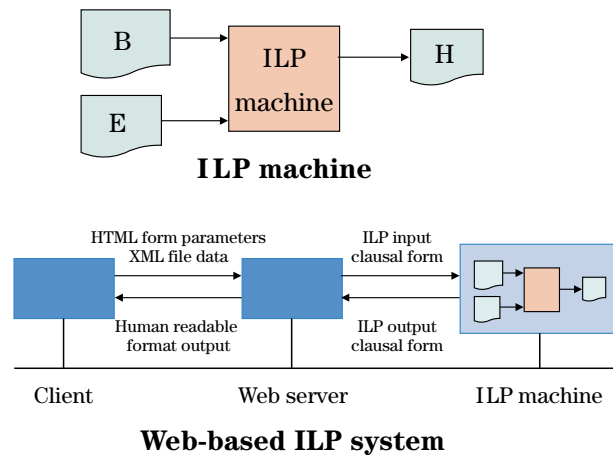 B
E
ILP
machine
H
ILP machine
HTML form parameters
XML file data
Human readable
format output
ILP input
clausal form
ILP output
clausal form
Client
Web server
ILP machine
Web-based ILP system